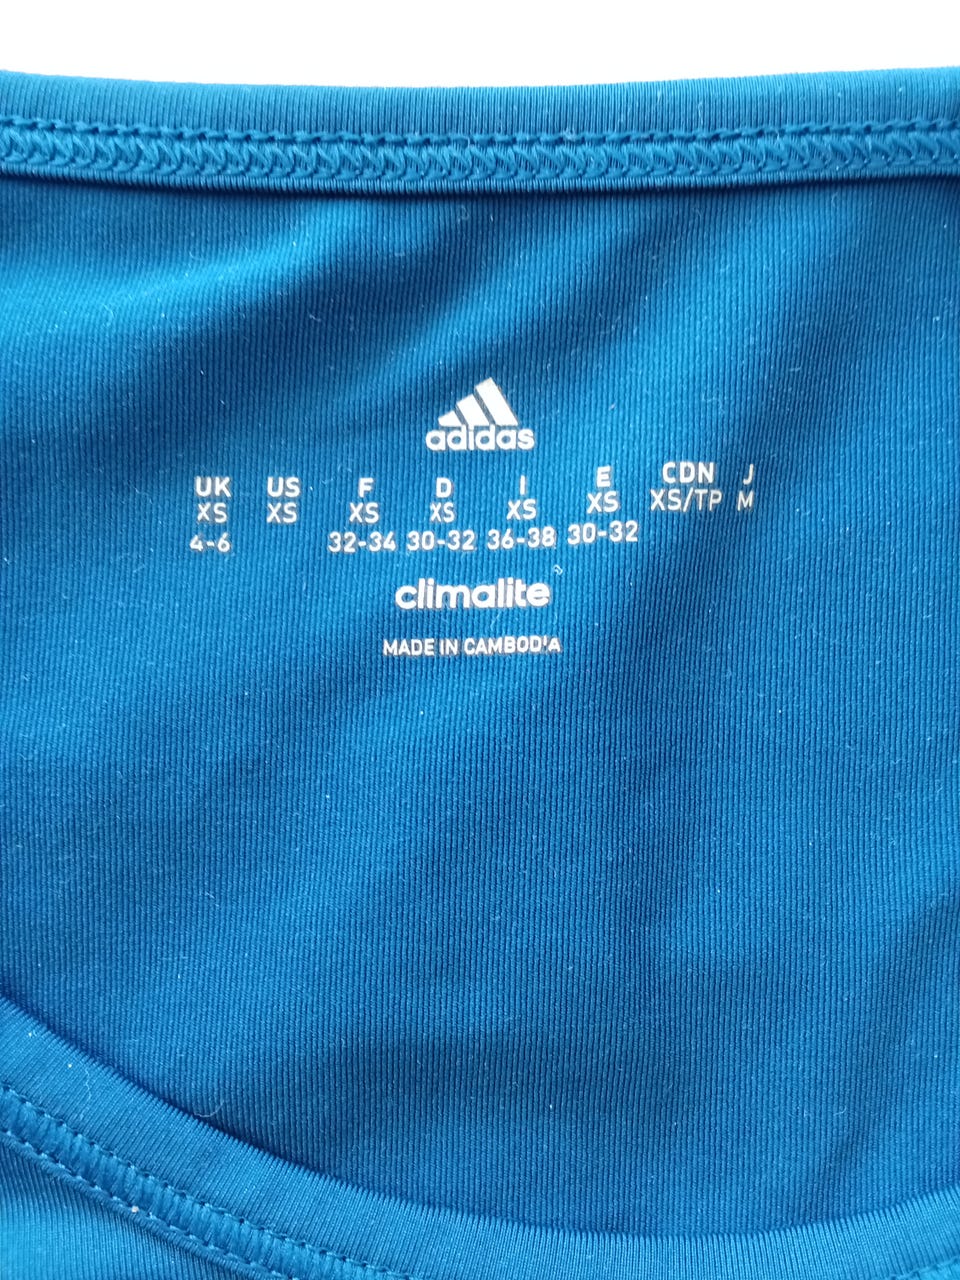 adidas
UK US F D I E CDN J
XS XS XS XS XS XS XS/TP M
4-6 32-34 30-32 36-38 30-32
climalite
MADE IN CAMBODIA